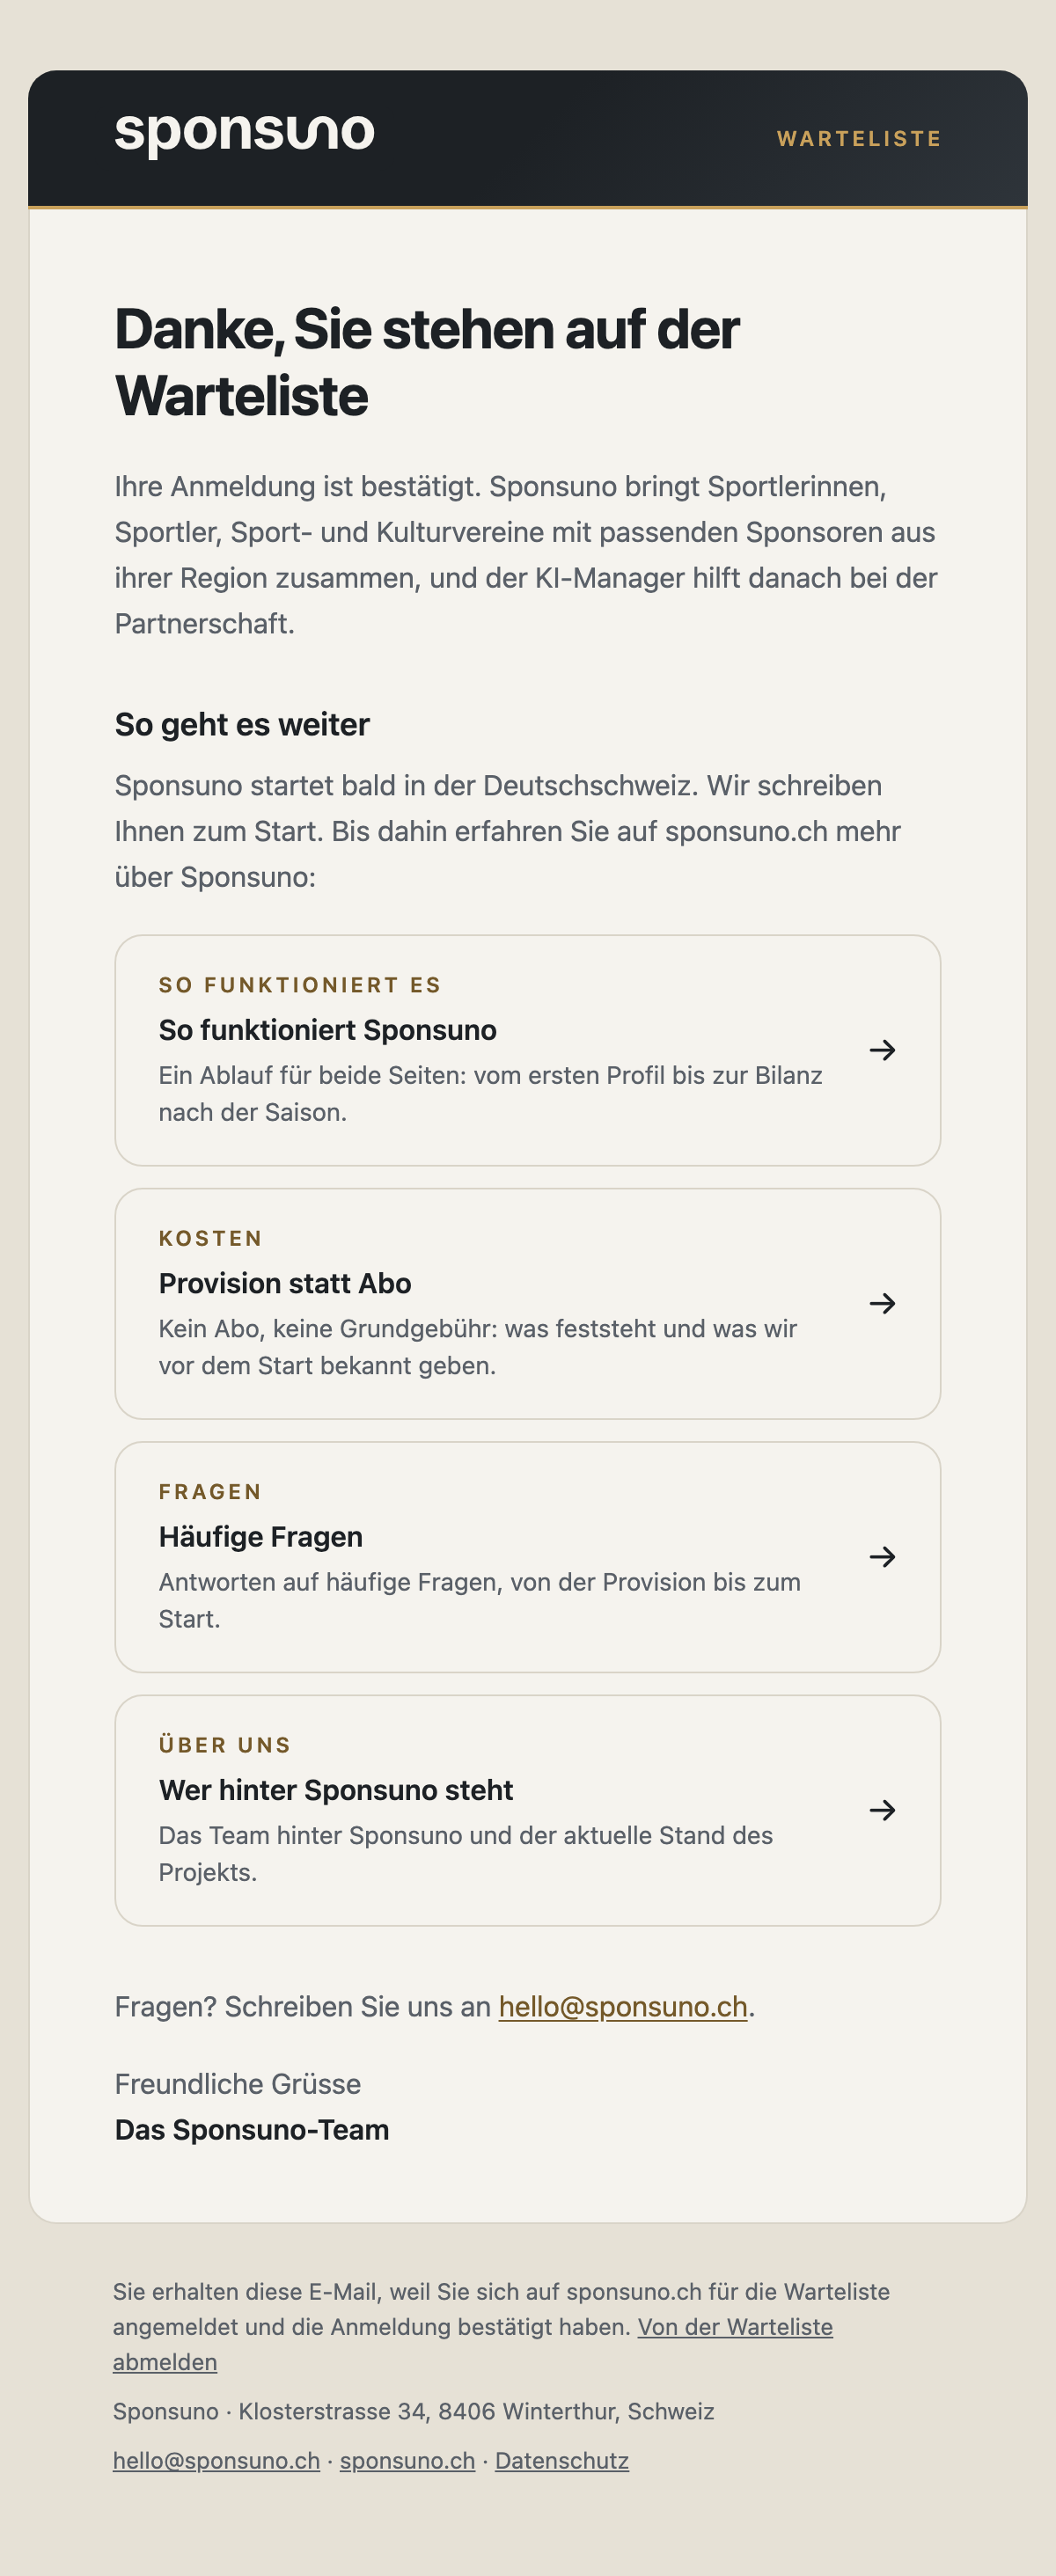 sponsuno
WARTELISTE
Danke, Sie stehen auf der
Warteliste
Ihre Anmeldung ist bestätigt. Sponsuno bringt Sportlerinnen,
Sportler, Sport- und Kulturvereine mit passenden Sponsoren aus
ihrer Region zusammen, und der KI-Manager hilft danach bei der
Partnerschaft.
So geht es weiter
Sponsuno startet bald in der Deutschschweiz. Wir schreiben
Ihnen zum Start. Bis dahin erfahren Sie auf sponsuno.ch mehr
über Sponsuno:
SO FUNKTIONIERT ES
So funktioniert Sponsuno
Ein Ablauf für beide Seiten: vom ersten Profil bis zur Bilanz
nach der Saison.
KOSTEN
Provision statt Abo
Kein Abo, keine Grundgebühr: was feststeht und was wir
vor dem Start bekannt geben.
FRAGEN
Häufige Fragen
Antworten auf häufige Fragen, von der Provision bis zum
Start.
ÜBER UNS
Wer hinter Sponsuno steht
Das Team hinter Sponsuno und der aktuelle Stand des
Projekts.
Fragen? Schreiben Sie uns an hello@sponsuno.ch.
Freundliche Grüsse
Das Sponsuno-Team
Sie erhalten diese E-Mail, weil Sie sich auf sponsuno.ch für die Warteliste
angemeldet und die Anmeldung bestätigt haben. Von der Warteliste
abmelden
Sponsuno · Klosterstrasse 34, 8406 Winterthur, Schweiz
hello@sponsuno.ch · sponsuno.ch · Datenschutz